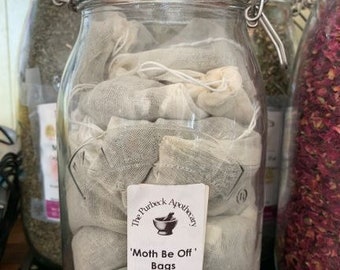 The Purbeck Apothecary
'Moth Be Off'
Bags